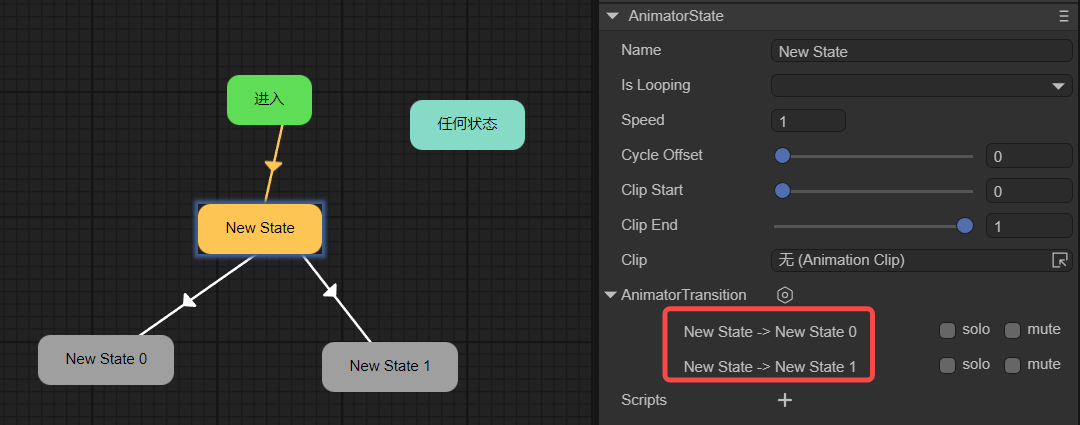 进入
任何状态
New State
New State 0
New State 1
AnimatorState
Name
New State
Is Looping
Speed
1
Cycle Offset
0
Clip Start
0
Clip End
1
Clip
无 (Animation Clip)
AnimatorTransition
New State -> New State 0
solo
mute
New State -> New State 1
solo
mute
Scripts